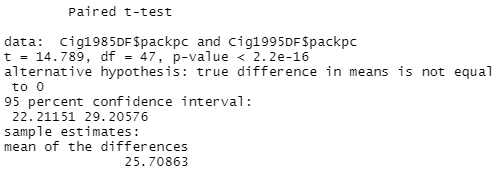 Paired t-test
data: Cig1985DF$packpc and Cig1995DF$packpc
t = 14.789, df = 47, p-value < 2.2e-16
alternative hypothesis: true difference in means is not equal
to 0
95 percent confidence interval:
22.21151 29.20576
sample estimates:
mean of the differences
25.70863